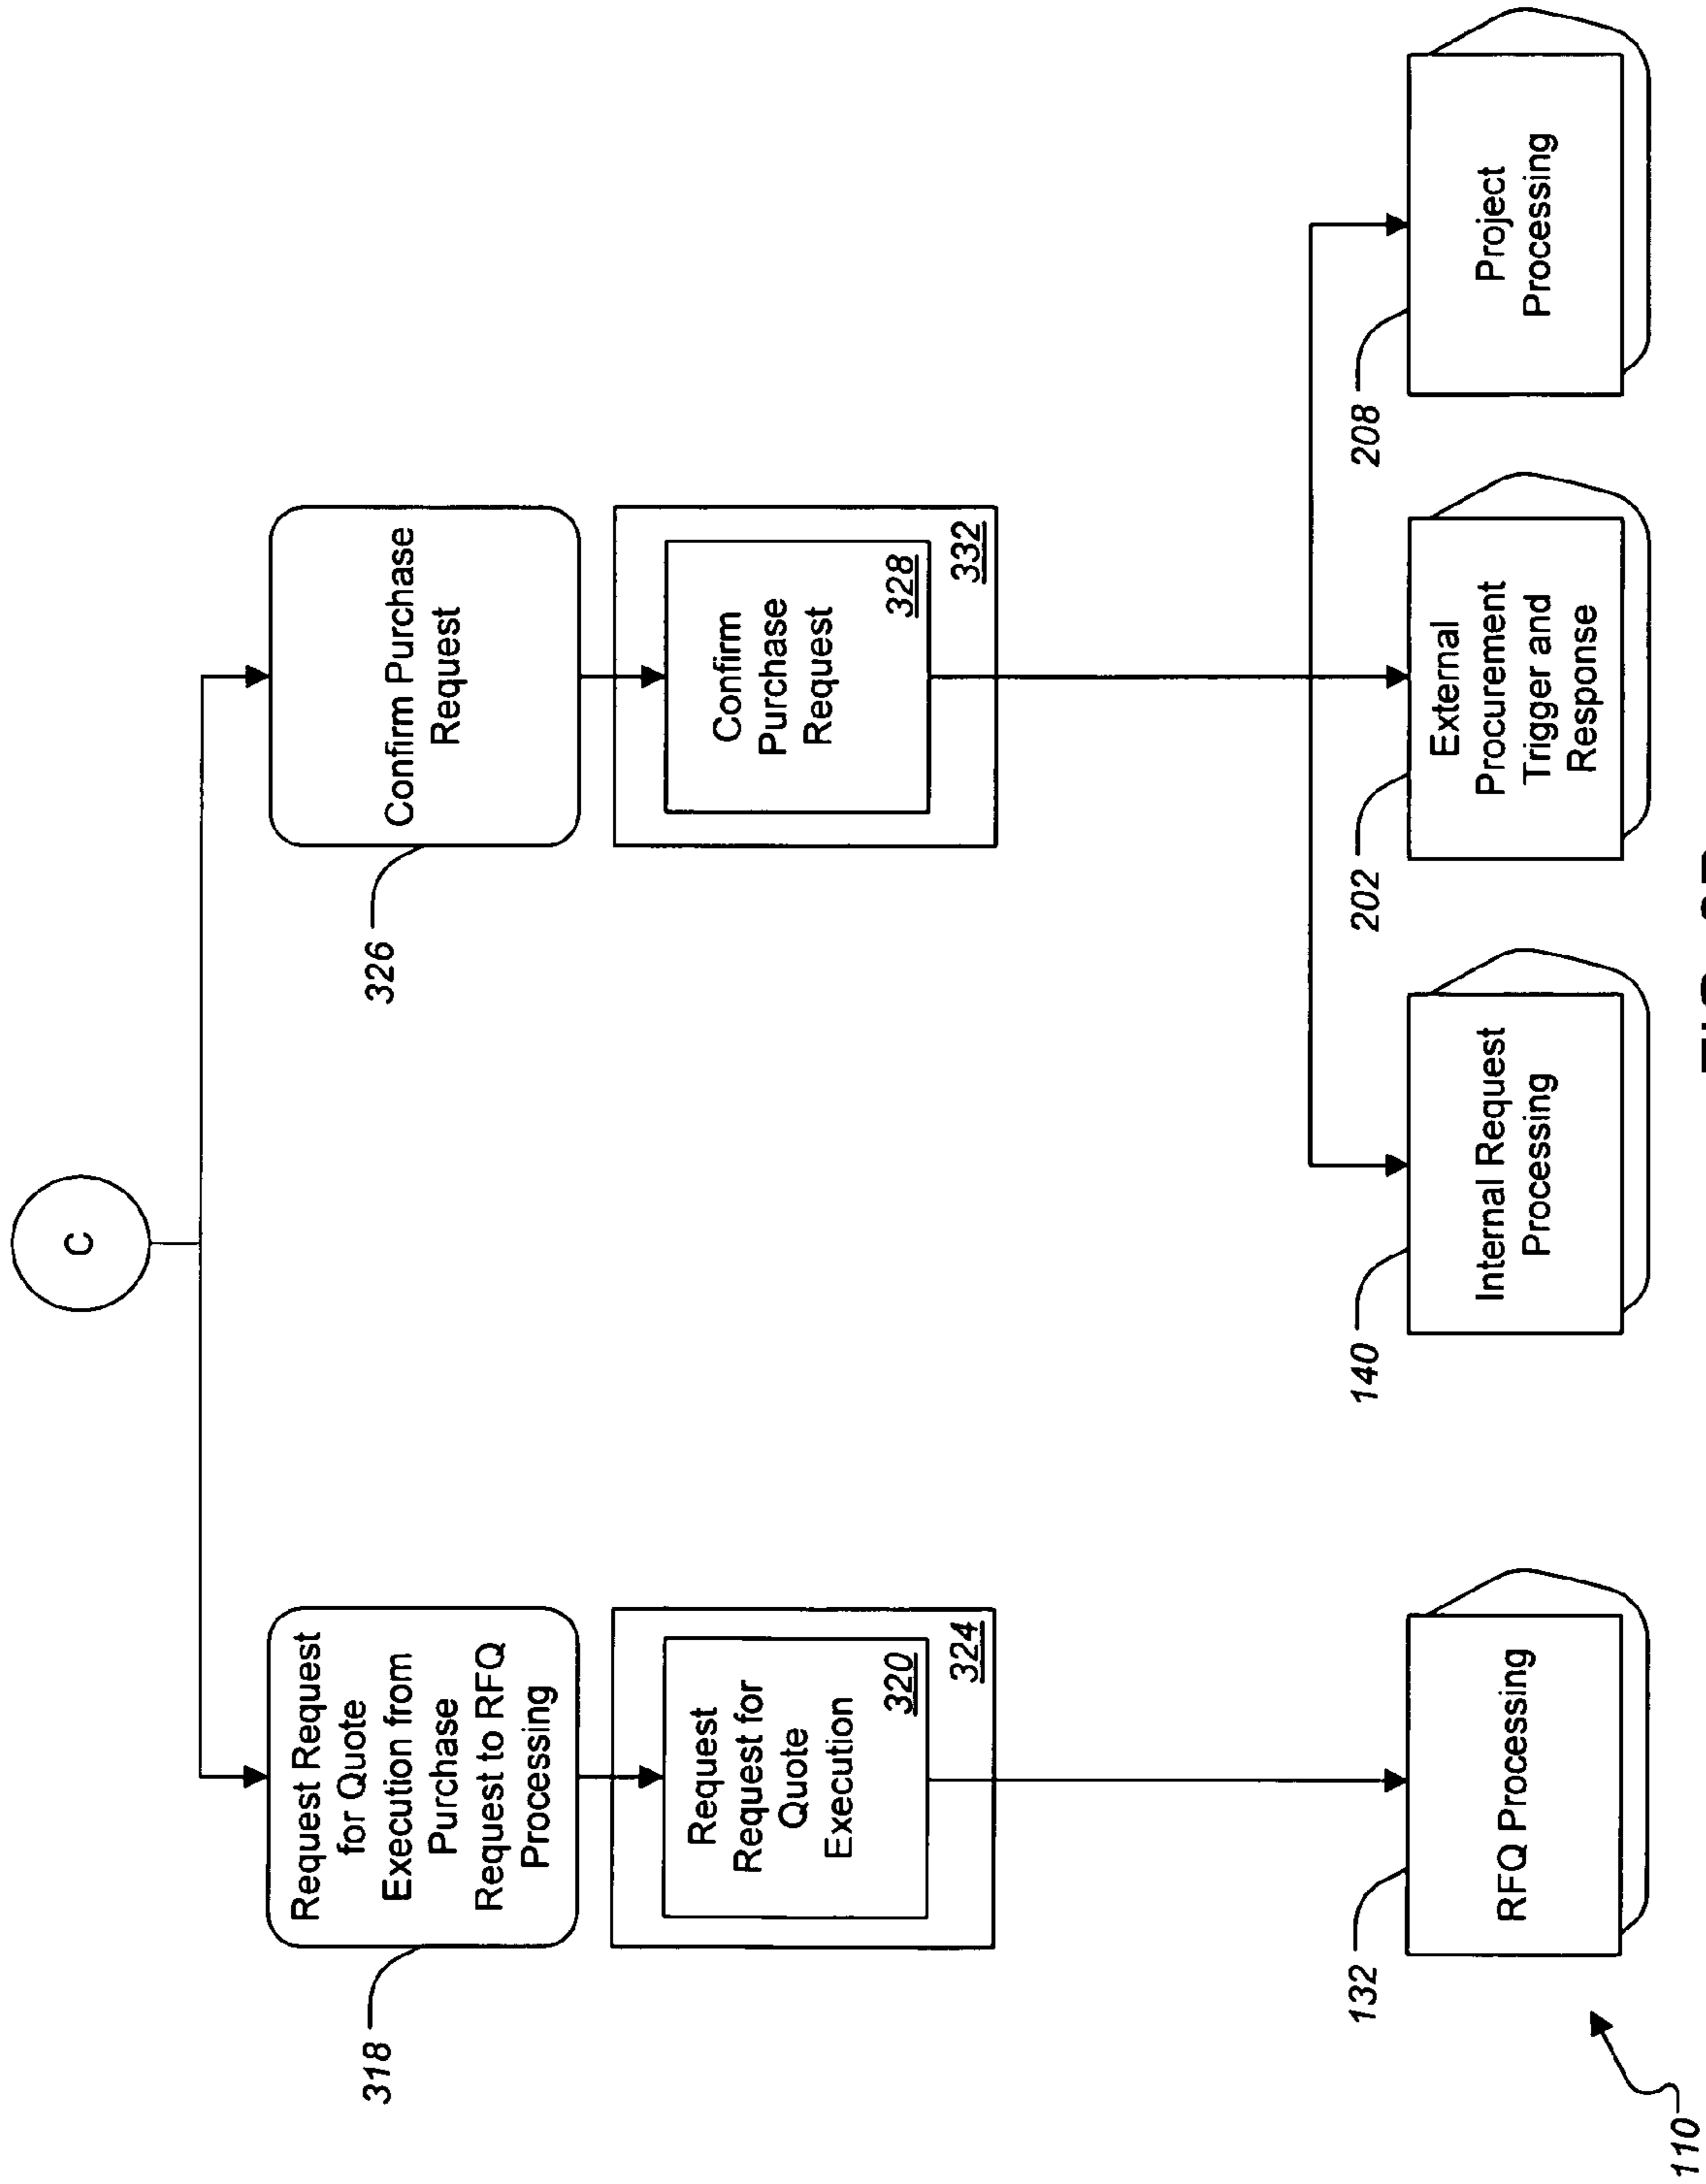 C
Request Request
for Quote
Execution from
Purchase
Request to RFQ
Processing
318
Confirm Purchase
Request
326
Request
Request for
Quote
Execution
320
324
Confirm
Purchase
Request
328
332
RFQ Processing
132
Internal Request
Processing
140
External
Procurement
Trigger and
Response
202
Project
Processing
208
110